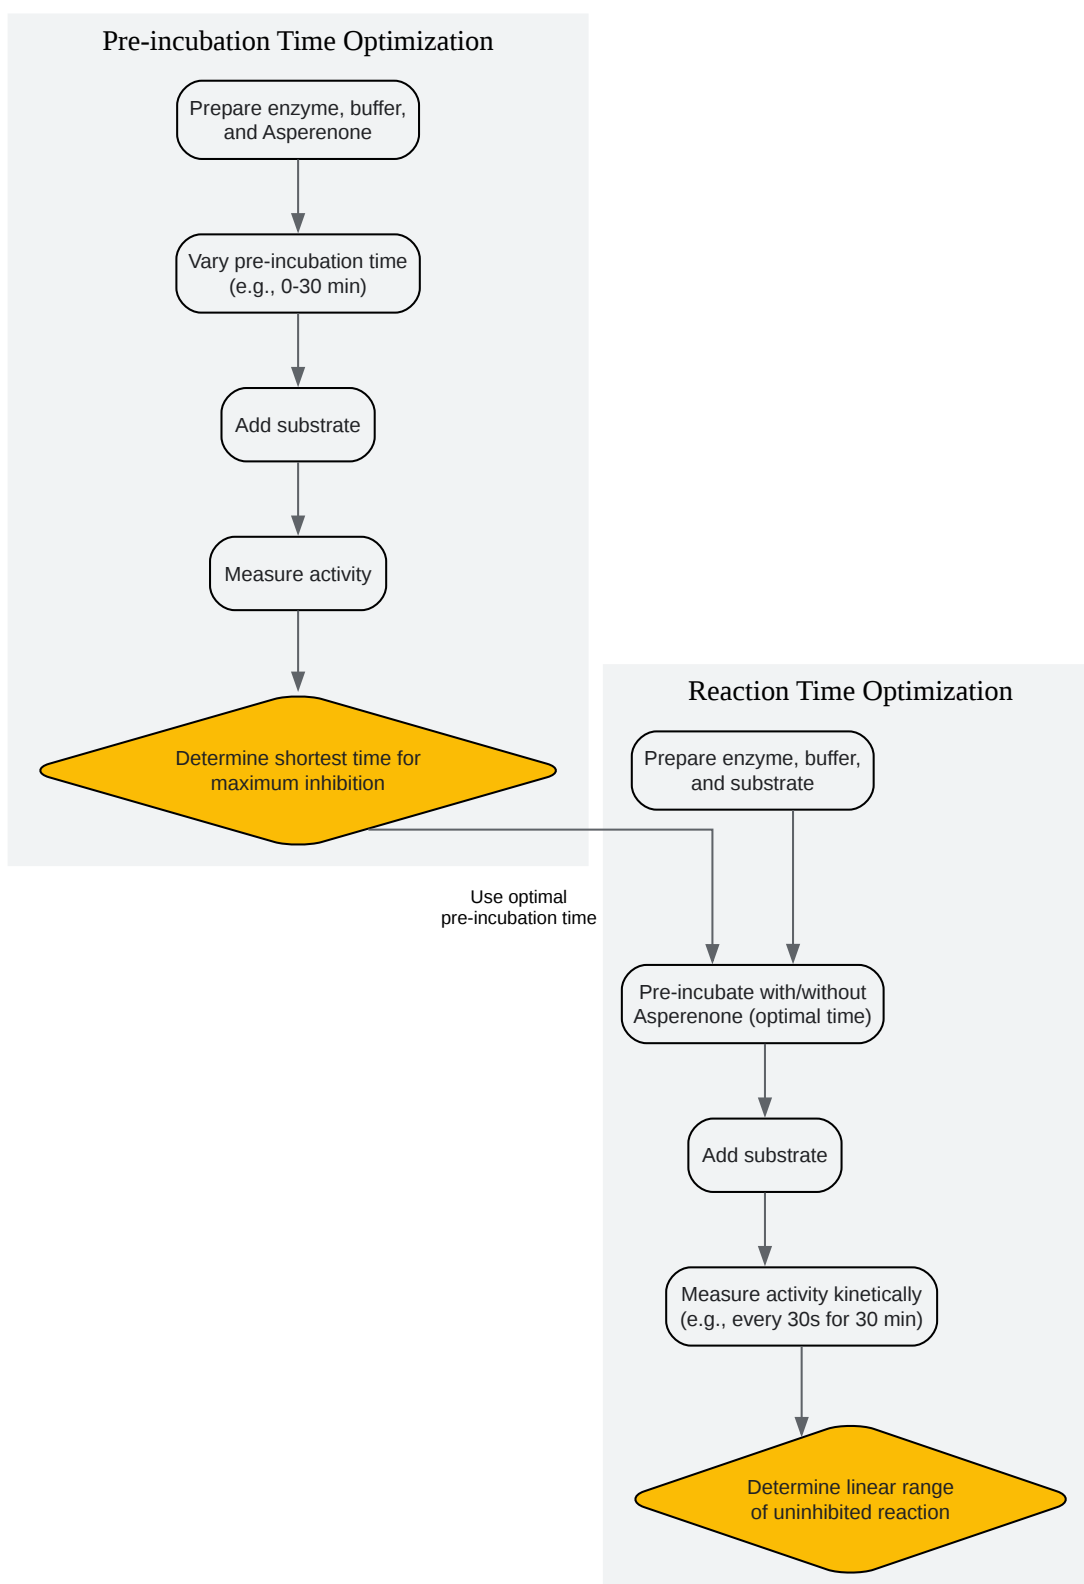 Pre-incubation Time Optimization
Prepare enzyme, buffer,
and Asperenone
Vary pre-incubation time
(e.g., 0-30 min)
Add substrate
Measure activity
Determine shortest time for
maximum inhibition
Use optimal
pre-incubation time
Reaction Time Optimization
Prepare enzyme, buffer,
and substrate
Pre-incubate with/without
Asperenone (optimal time)
Add substrate
Measure activity kinetically
(e.g., every 30s for 30 min)
Determine linear range
of uninhibited reaction